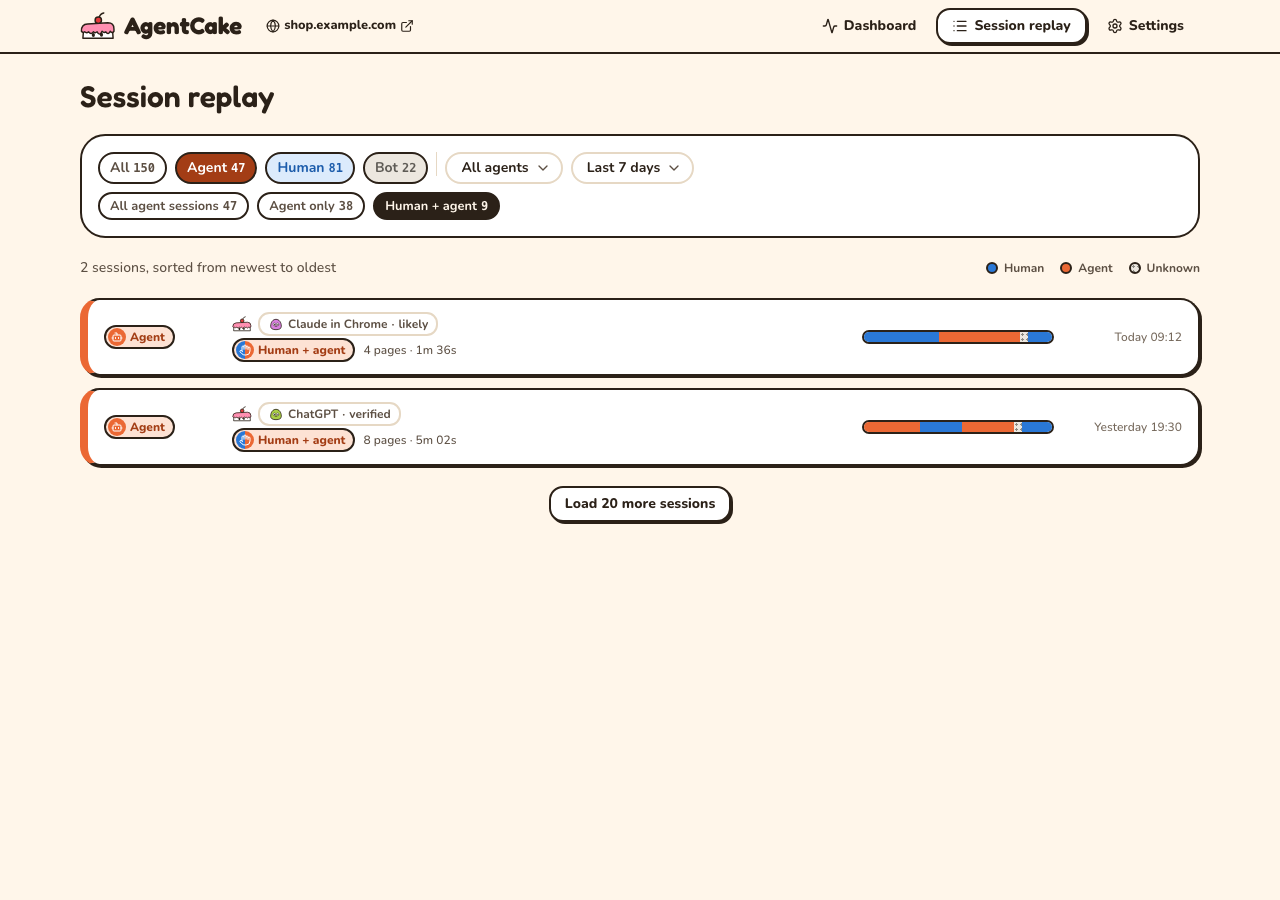 AgentCake shop.example.com Dashboard Session replay Settings
Session replay
All 150 Agent 47 Human 81 Bot 22 All agents Last 7 days
All agent sessions 47 Agent only 38 Human + agent 9
2 sessions, sorted from newest to oldest Human Agent Unknown
Agent Claude in Chrome · likely Today 09:12
Human + agent 4 pages · 1m 36s
Agent ChatGPT · verified Yesterday 19:30
Human + agent 8 pages · 5m 02s
Load 20 more sessions